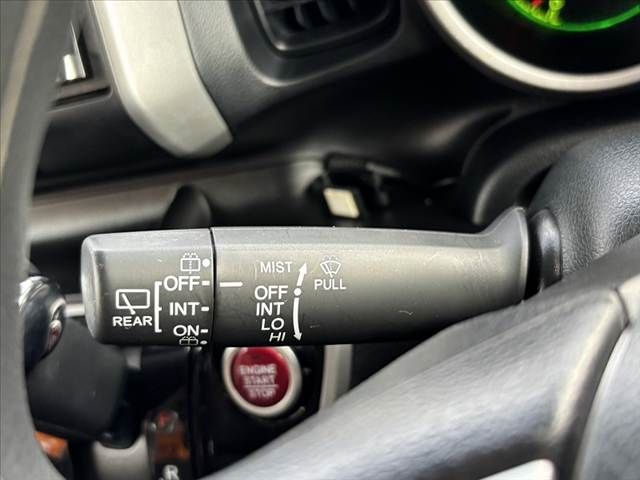 REAR
OFF
INT
ON
MIST
OFF
INT
LO
HI
PULL
ENGINE
START
STOP
R